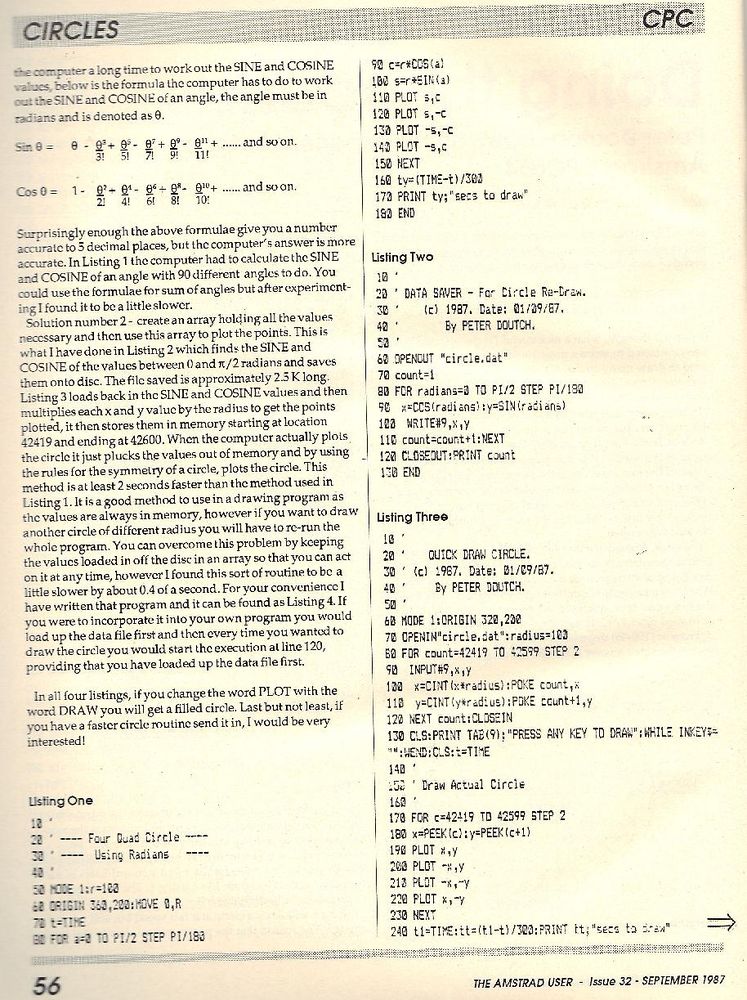 CIRCLES
CPC
the computer a long time to work out the SINE and COSINE
values, below is the formula the computer has to do to work
out the SINE and COSINE of an angle, the angle must be in
radians and is denoted as θ.
Sin θ = θ - θ³ + θ⁵ - θ⁷ + θ⁹ - θ¹¹ + ...... and so on.
3! 5! 7! 9! 11!
Cos θ = 1 - θ² + θ⁴ - θ⁶ + θ⁸ - θ¹⁰ + ...... and so on.
2! 4! 6! 8! 10!
Surprisingly enough the above formulae give you a number
accurate to 5 decimal places, but the computer's answer is more
accurate. In Listing 1 the computer had to calculate the SINE
and COSINE of an angle with 90 different angles to do. You
could use the formulae for sum of angles but after experiment-
ing I found it to be a little slower.
Solution number 2 - create an array holding all the values
necessary and then use this array to plot the points. This is
what I have done in Listing 2 which finds the SINE and
COSINE of the values between 0 and π/2 radians and saves
them onto disc. The file saved is approximately 2.5 K long.
Listing 3 loads back in the SINE and COSINE values and then
multiplies each x and y value by the radius to get the points
plotted, it then stores them in memory starting at location
42419 and ending at 42600. When the computer actually plots
the circle it just plucks the values out of memory and by using
the rules for the symmetry of a circle, plots the circle. This
method is at least 2 seconds faster than the method used in
Listing 1. It is a good method to use in a drawing program as
the values are always in memory, however if you want to draw
another circle of different radius you will have to re-run the
whole program. You can overcome this problem by keeping
the values loaded in off the disc in an array so that you can act
on it at any time, however I found this sort of routine to be a
little slower by about 0.4 of a second. For your convenience I
have written that program and it can be found as Listing 4. If
you were to incorporate it into your own program you would
load up the data file first and then every time you wanted to
draw the circle you would start the execution at line 120,
providing that you have loaded up the data file first.
In all four listings, if you change the word PLOT with the
word DRAW you will get a filled circle. Last but not least, if
you have a faster circle routine send it in, I would be very
interested!
Listing One
10 '
20 ' ---- Four Quad Circle ----
30 ' ---- Using Radians ----
40 '
50 MODE 1:r=100
60 ORIGIN 360,200:MOVE 0,R
70 t=TIME
80 FOR a=0 TO PI/2 STEP PI/180
90 c=r*COS(a)
100 s=r*SIN(a)
110 PLOT s,c
120 PLOT s,-c
130 PLOT -s,-c
140 PLOT -s,c
150 NEXT
160 ty=(TIME-t)/300
170 PRINT ty;"secs to draw"
180 END
Listing Two
10 '
20 ' DATA SAVER - For Circle Re-Draw.
30 ' (c) 1987. Date: 01/09/87.
40 ' By PETER DOUTCH.
50 '
60 OPENOUT "circle.dat"
70 count=1
80 FOR radians=0 TO PI/2 STEP PI/180
90 x=COS(radians):y=SIN(radians)
100 WRITE#9,x,y
110 count=count+1:NEXT
120 CLOSEOUT:PRINT count
130 END
Listing Three
10 '
20 ' QUICK DRAW CIRCLE.
30 ' (c) 1987. Date: 01/09/87.
40 ' By PETER DOUTCH.
50 '
60 MODE 1:ORIGIN 320,200
70 OPENIN"circle.dat":radius=100
80 FOR count=42419 TO 42599 STEP 2
90 INPUT#9,x,y
100 x=CINT(x*radius):POKE count,x
110 y=CINT(y*radius):POKE count+1,y
120 NEXT count:CLOSEIN
130 CLS:PRINT TAB(9);"PRESS ANY KEY TO DRAW":WHILE INKEY$=
"":WEND:CLS:t=TIME
140 '
150 ' Draw Actual Circle
160 '
170 FOR c=42419 TO 42599 STEP 2
180 x=PEEK(c):y=PEEK(c+1)
190 PLOT x,y
200 PLOT -x,y
210 PLOT -x,-y
220 PLOT x,-y
230 NEXT
240 t1=TIME:tt=(t1-t)/300:PRINT tt;"secs to draw"
56
THE AMSTRAD USER - Issue 32 - SEPTEMBER 1987